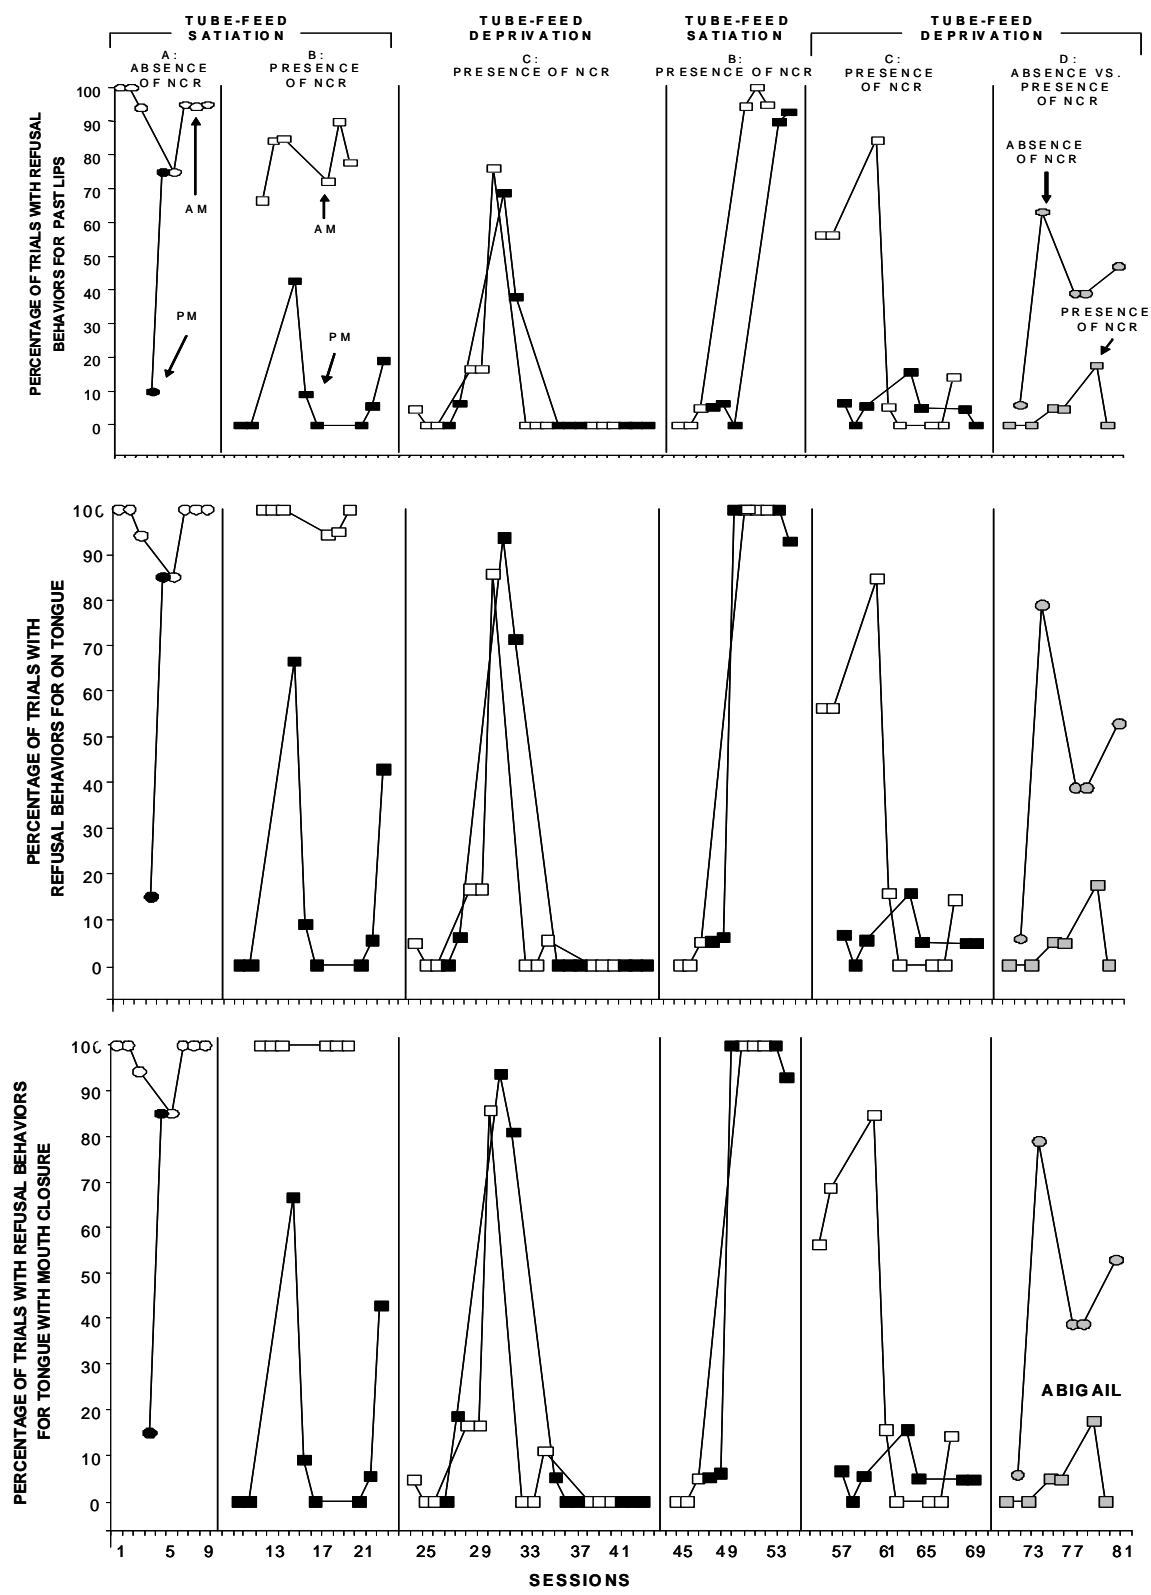 TUBE-FEED
SATIATION
TUBE-FEED
DEPRIVATION
TUBE-FEED
SATIATION
TUBE-FEED
DEPRIVATION
A:
ABSENCE
OF NCR
B:
PRESENCE
OF NCR
C:
PRESENCE OF NCR
B:
PRESENCE OF NCR
C:
PRESENCE
OF NCR
D:
ABSENCE VS.
PRESENCE
OF NCR
PERCENTAGE OF TRIALS WITH REFUSAL
BEHAVIORS FOR PAST LIPS
100
90
80
70
60
50
40
30
20
10
0
AM
PM
AM
PM
ABSENCE
OF NCR
PRESENCE
OF NCR
PERCENTAGE OF TRIALS WITH
REFUSAL BEHAVIORS FOR ON TONGUE
100
90
80
70
60
50
40
30
20
10
0
PERCENTAGE OF TRIALS WITH REFUSAL BEHAVIORS
FOR TONGUE WITH MOUTH CLOSURE
100
90
80
70
60
50
40
30
20
10
0
ABIGAIL
1 5 9 13 17 21 25 29 33 37 41 45 49 53 57 61 65 69 73 77 81
SESSIONS